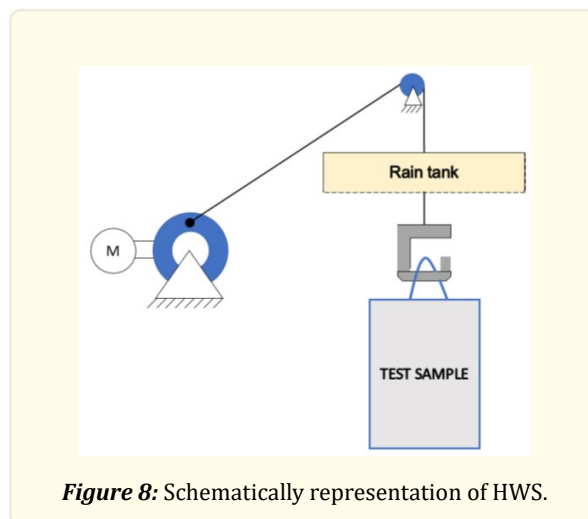 Rain tank
M
TEST SAMPLE
Figure 8: Schematically representation of HWS.